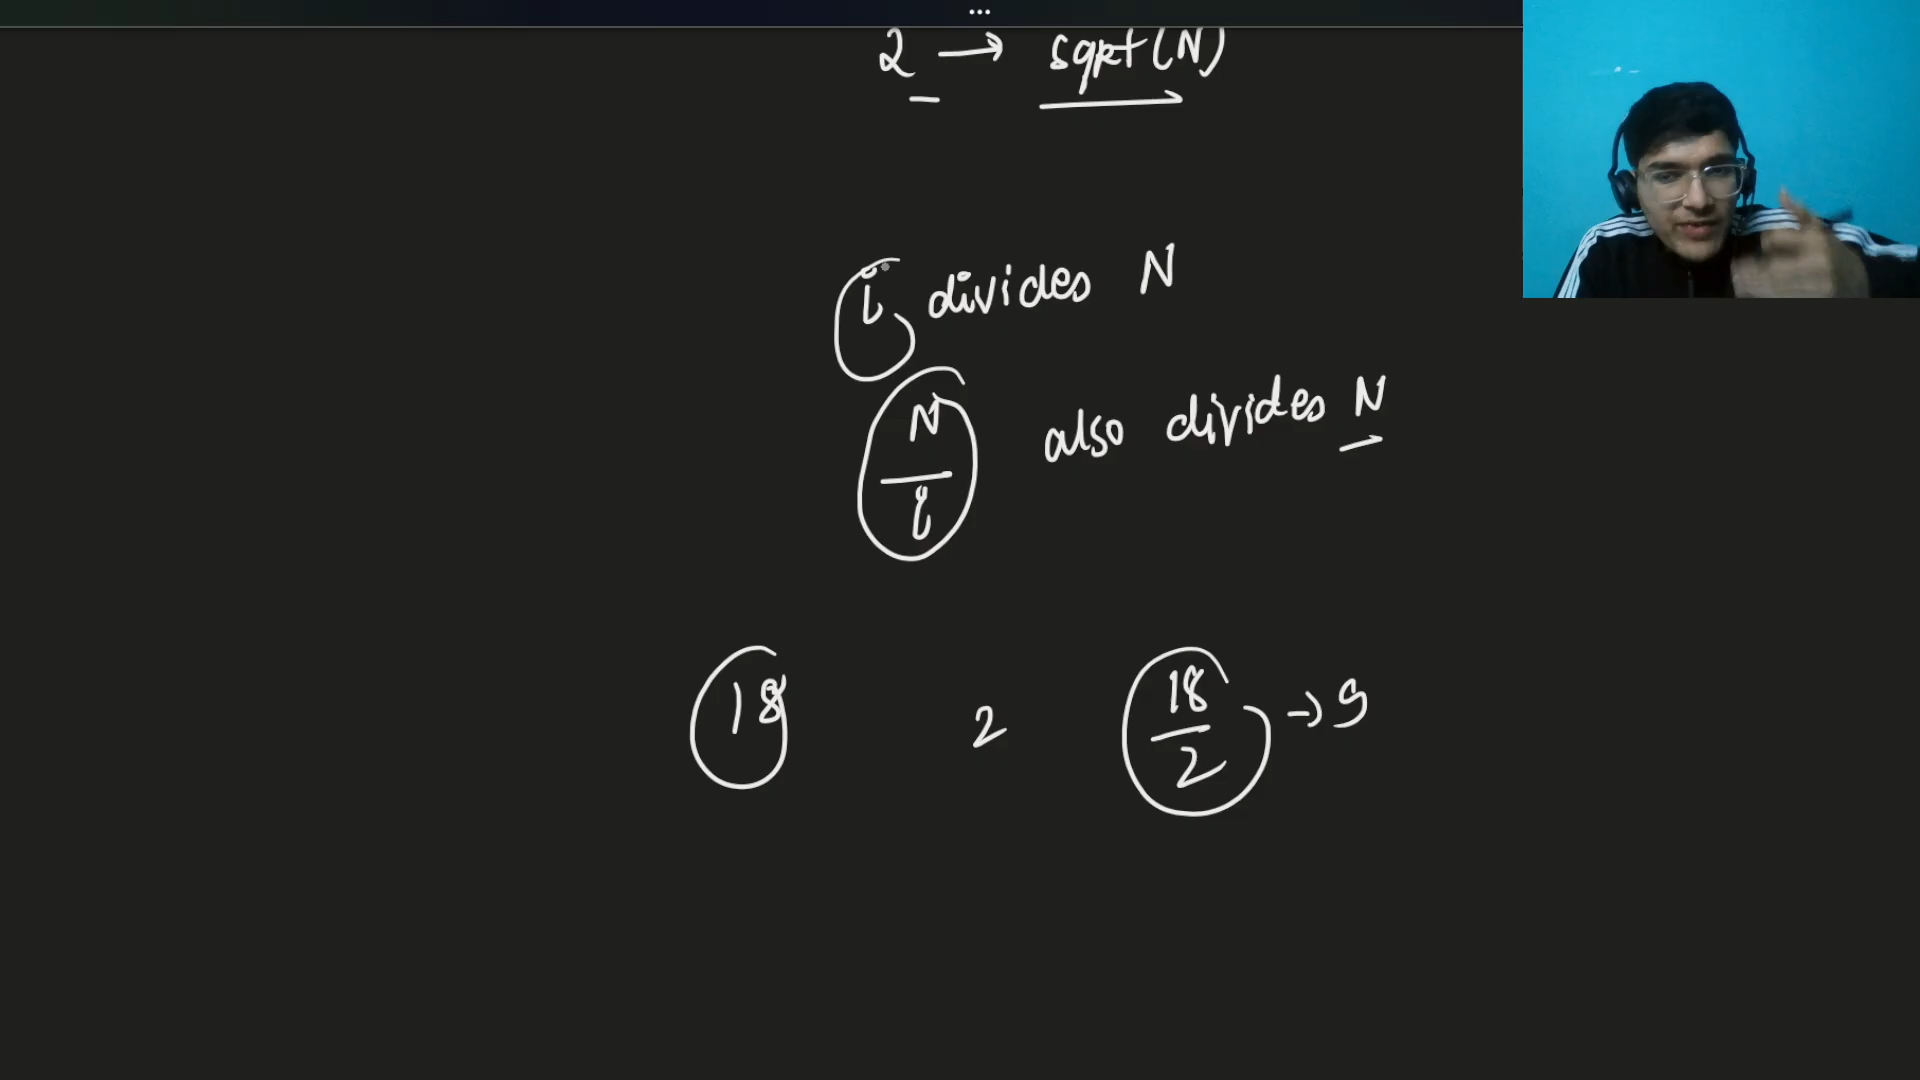 ...
2 → sqrt(N)
i divides N
N
i
also divides N
18 2 18 → 9
2